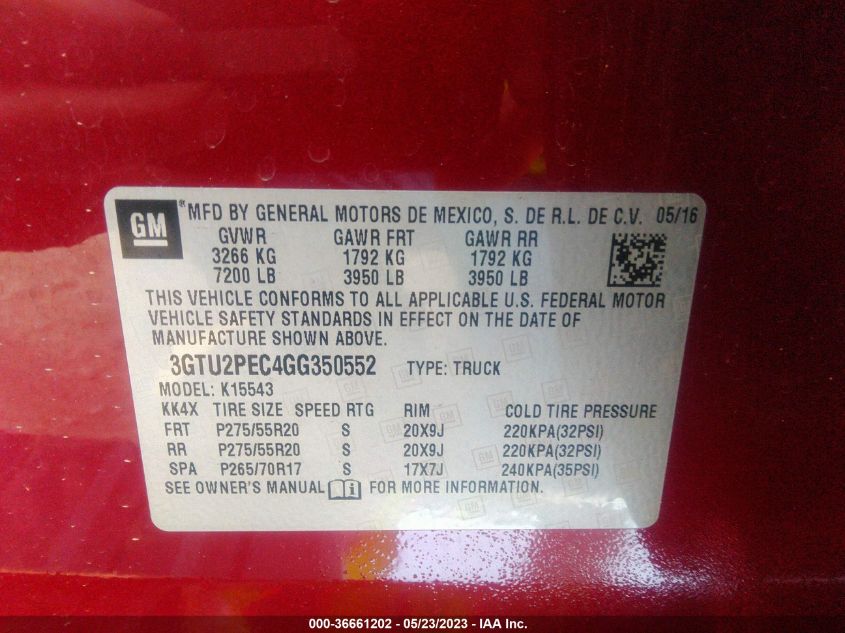 GM ® MFD BY GENERAL MOTORS DE MEXICO, S. DE R.L. DE C.V. 05/16
GVWR GAWR FRT GAWR RR
3266 KG 1792 KG 1792 KG
7200 LB 3950 LB 3950 LB
THIS VEHICLE CONFORMS TO ALL APPLICABLE U.S. FEDERAL MOTOR
VEHICLE SAFETY STANDARDS IN EFFECT ON THE DATE OF
MANUFACTURE SHOWN ABOVE.
3GTU2PEC4GG350552 TYPE: TRUCK
MODEL: K15543
KK4X TIRE SIZE SPEED RTG RIM COLD TIRE PRESSURE
FRT P275/55R20 S 20X9J 220KPA(32PSI)
RR P275/55R20 S 20X9J 220KPA(32PSI)
SPA P265/70R17 S 17X7J 240KPA(35PSI)
SEE OWNER'S MANUAL FOR MORE INFORMATION.
000-36661202 - 05/23/2023 - IAA Inc.